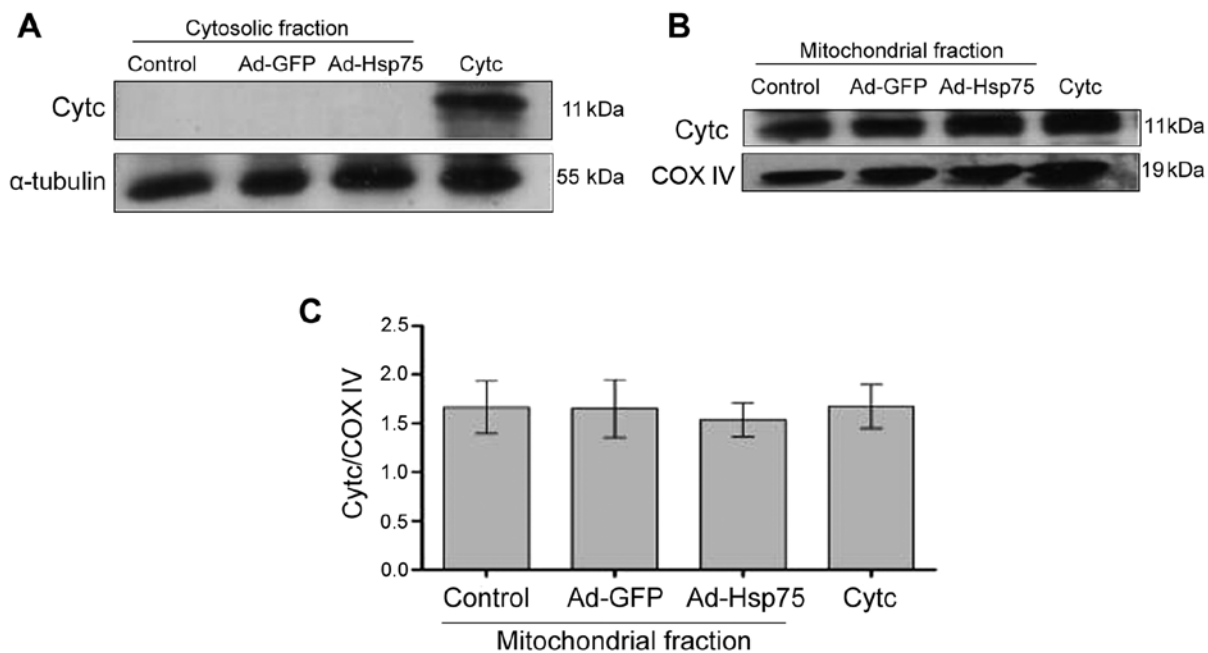 A
Cytosolic fraction
Control Ad-GFP Ad-Hsp75 Cytc
Cytc 11 kDa
α-tubulin 55 kDa
B
Mitochondrial fraction
Control Ad-GFP Ad-Hsp75 Cytc
Cytc 11kDa
COX IV 19kDa
C
Cytc/COX IV
2.5
2.0
1.5
1.0
0.5
0.0
Control Ad-GFP Ad-Hsp75 Cytc
Mitochondrial fraction